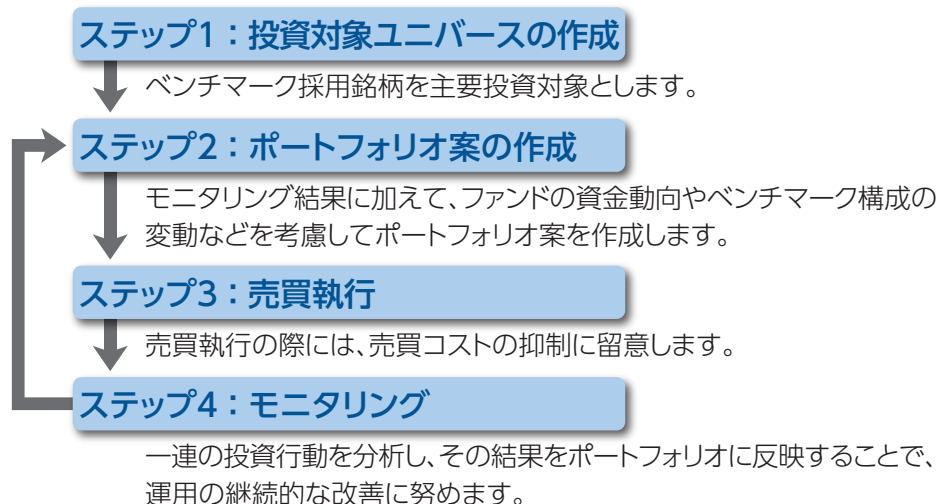 ステップ1：投資対象ユニバースの作成
ベンチマーク採用銘柄を主要投資対象とします。
ステップ2：ポートフォリオ案の作成
モニタリング結果に加えて、ファンドの資金動向やベンチマーク構成の
変動などを考慮してポートフォリオ案を作成します。
ステップ3：売買執行
売買執行の際には、売買コストの抑制に留意します。
ステップ4：モニタリング
一連の投資行動を分析し、その結果をポートフォリオに反映することで、
運用の継続的な改善に努めます。